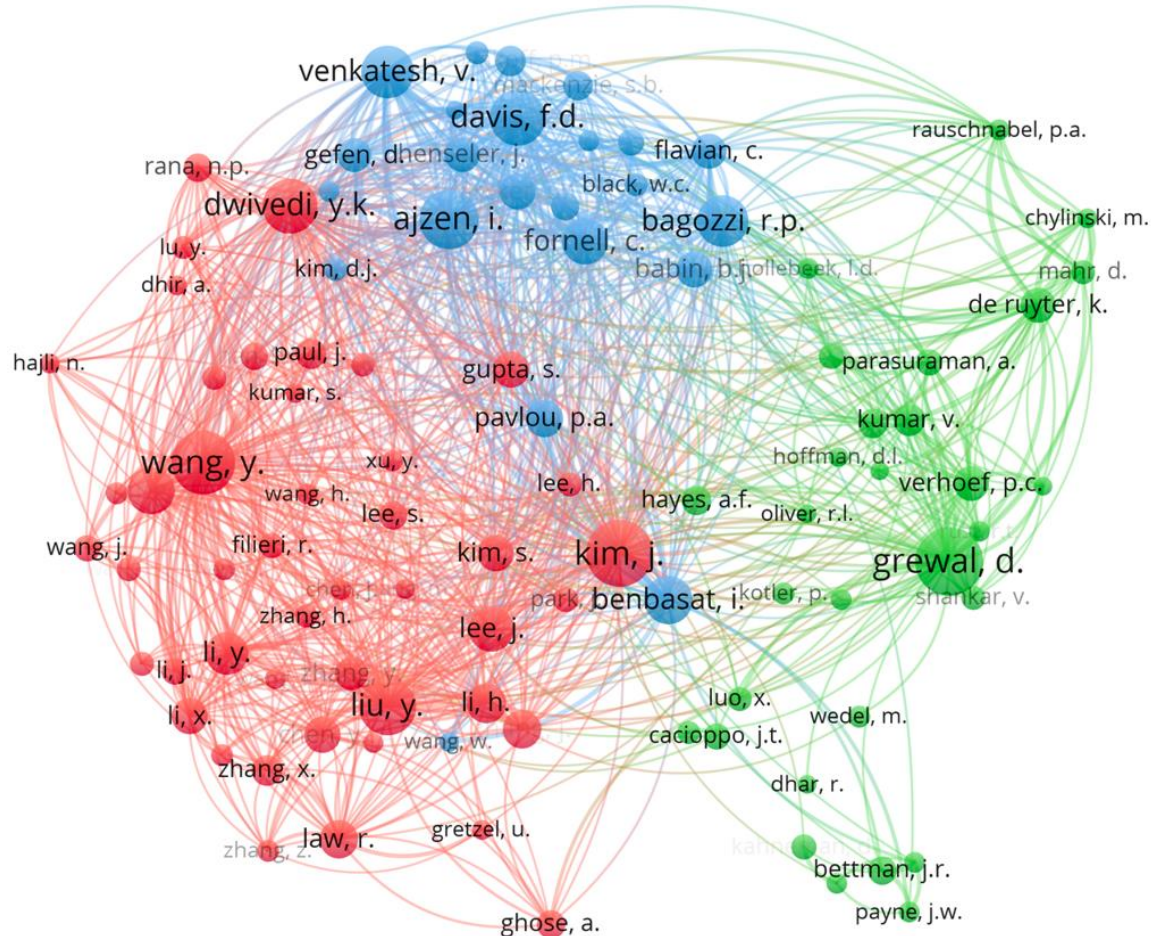 venkatesh, v.
mackenzie, s.b.
davis, f.d.
rauschnabel, p.a.
gefen, d.
henseler, j.
flavian, c.
rana, n.p.
black, w.c.
dwivedi, y.k.
ajzen, i.
bagozzi, r.p.
chylinski, m.
fornell, c.
lu, y.
kim, d.j.
babin, b.j.
hollebeek, l.d.
mahr, d.
dhir, a.
de ruyter, k.
hajli, n.
paul, j.
gupta, s.
parasuraman, a.
kumar, s.
pavlou, p.a.
kumar, v.
wang, y.
xu, y.
hoffman, d.l.
lee, h.
verhoef, p.c.
wang, h.
hayes, a.f.
lee, s.
oliver, r.l.
wang, j.
filieri, r.
kim, s.
kim, j.
grewal, d.
chen, j.
park, j.
benbasat, i.
kotler, p.
shankar, v.
zhang, h.
lee, j.
li, y.
li, j.
zhang, y.
liu, y.
li, h.
luo, x.
li, x.
wedel, m.
wang, w.
cacioppo, j.t.
zhang, x.
dhar, r.
law, r.
gretzel, u.
zhang, z.
bettman, j.r.
ghose, a.
payne, j.w.